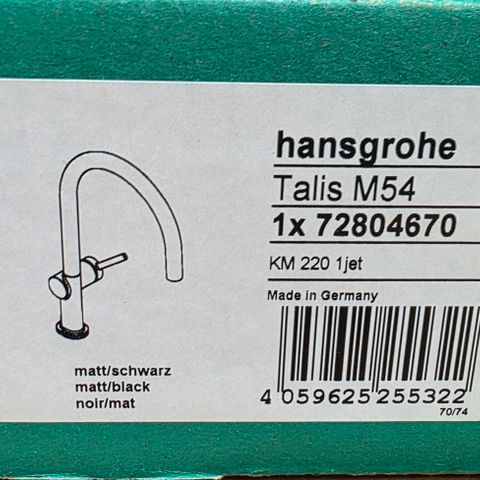 hansgrohe
Talis M54
1x 72804670
KM 220 1jet
Made in Germany
matt/schwarz
matt/black
noir/mat
4 059625 255322
70/74